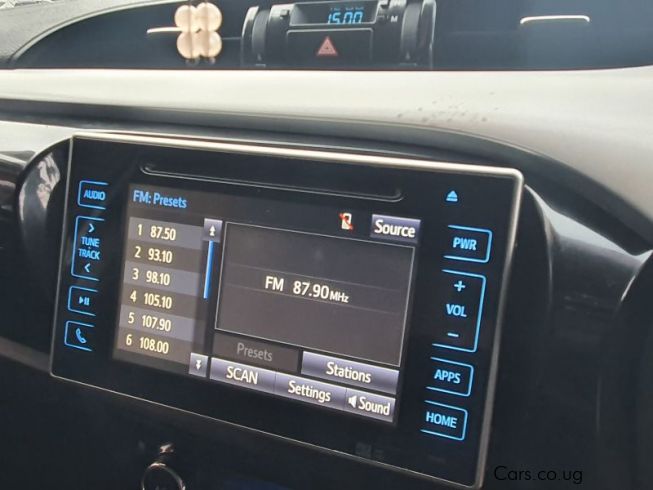 15:00
AUDIO
FM: Presets
Source
PWR
TUNE
TRACK
1 87.50
2 93.10
3 98.10
4 105.10
5 107.90
6 108.00
FM 87.90MHz
+
VOL
-
Presets
Stations
SCAN
Settings
Sound
APPS
HOME
Cars.co.ug